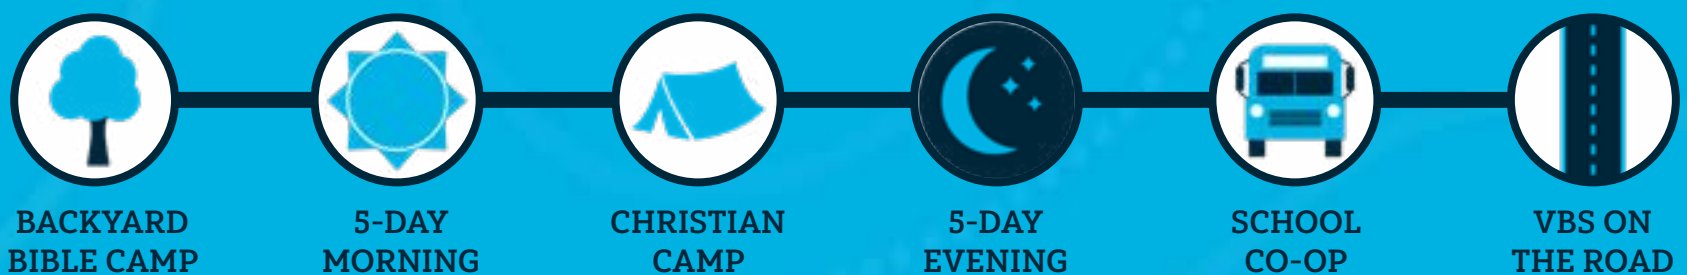 BACKYARD
BIBLE CAMP
5-DAY
MORNING
CHRISTIAN
CAMP
5-DAY
EVENING
SCHOOL
CO-OP
VBS ON
THE ROAD